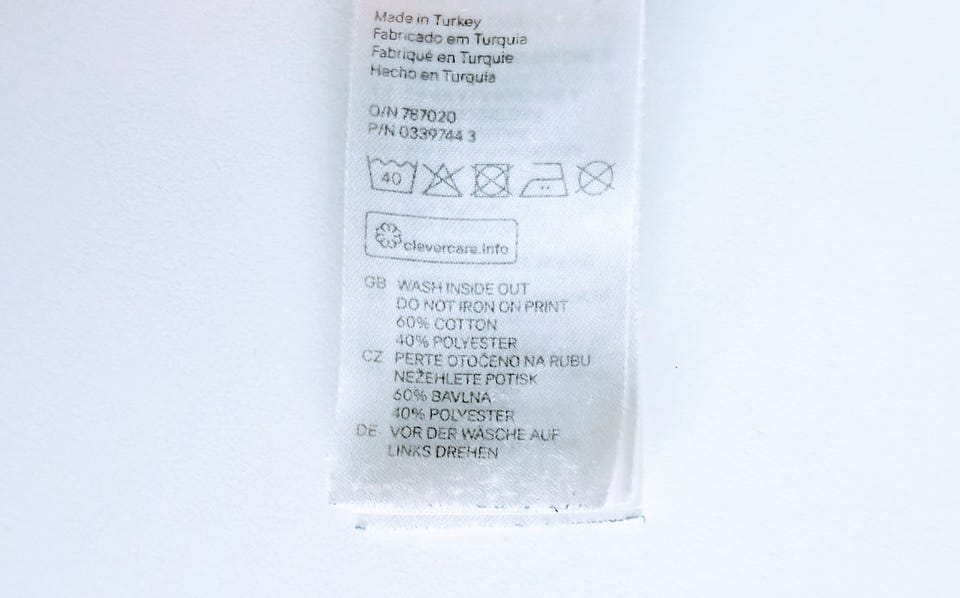 Made in Turkey
Fabricado em Turquia
Fabriqué en Turquie
Hecho en Turquía
O/N 787020
P/N 0339744 3
40
clevercare.info
GB WASH INSIDE OUT
DO NOT IRON ON PRINT
60% COTTON
40% POLYESTER
CZ PERTE OTOČENO NA RUBU
NEŽEHLETE POTISK
60% BAVLNA
40% POLYESTER
DE VOR DER WÄSCHE AUF
LINKS DREHEN